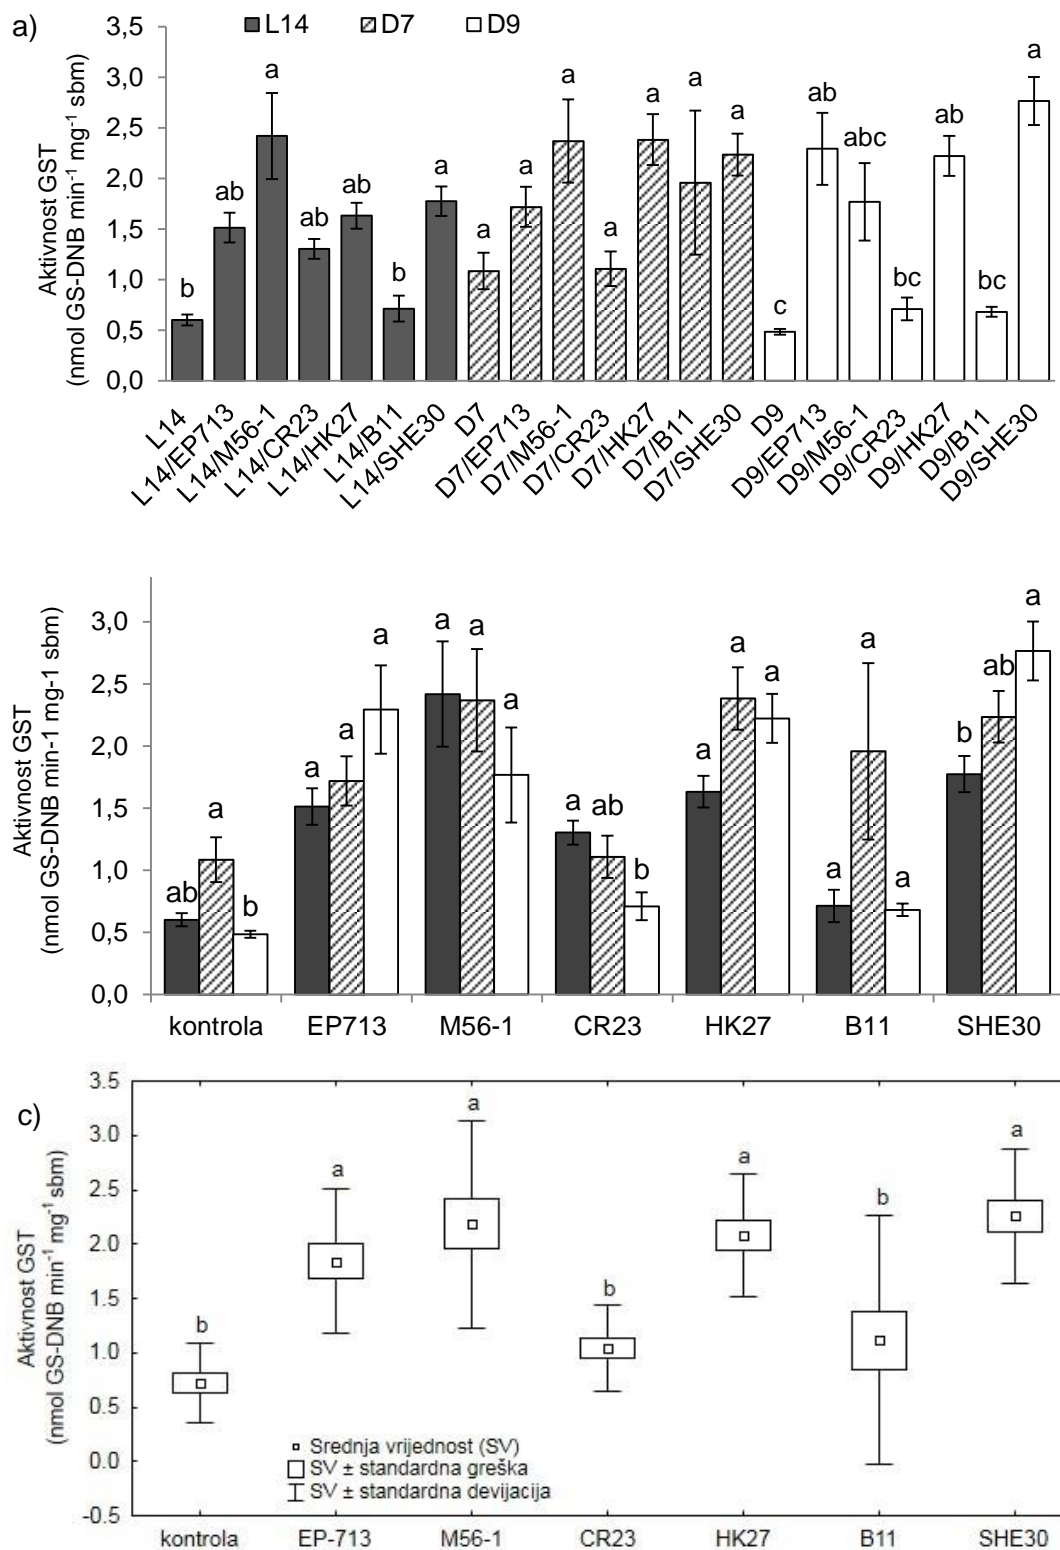 a)
L14 D7 D9
Aktivnost GST
(nmol GS-DNB min⁻¹ mg⁻¹ sbm)
3,5
3,0
2,5
2,0
1,5
1,0
0,5
0,0
b ab a ab ab b a a a a a a a a c ab abc bc ab bc a
L14 L14/EP713 L14/M56-1 L14/CR23 L14/HK27 L14/B11 L14/SHE30 D7 D7/EP713 D7/M56-1 D7/CR23 D7/HK27 D7/B11 D7/SHE30 D9 D9/EP713 D9/M56-1 D9/CR23 D9/HK27 D9/B11 D9/SHE30
Aktivnost GST
(nmol GS-DNB min-1 mg-1 sbm)
3,0
2,5
2,0
1,5
1,0
0,5
0,0
ab a b a a a a a a a ab b a a a a a a b ab a
kontrola EP713 M56-1 CR23 HK27 B11 SHE30
c)
Aktivnost GST
(nmol GS-DNB min⁻¹ mg⁻¹ sbm)
3.5
3.0
2.5
2.0
1.5
1.0
0.5
0.0
-0.5
b a a b a b a
Srednja vrijednost (SV)
SV ± standardna greška
SV ± standardna devijacija
kontrola EP-713 M56-1 CR23 HK27 B11 SHE30